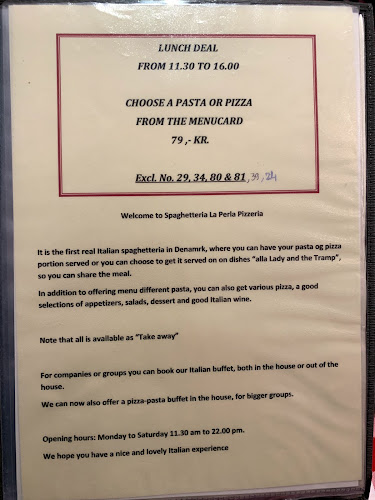 LUNCH DEAL
FROM 11.30 TO 16.00
CHOOSE A PASTA OR PIZZA
FROM THE MENUCARD
79 ,- KR.
Excl. No. 29, 34, 80 & 81, 39, 24
Welcome to Spaghetteria La Perla Pizzeria
It is the first real Italian spaghetteria in Denamrk, where you can have your pasta og pizza
portion served or you can choose to get it served on on dishes "alla Lady and the Tramp",
so you can share the meal.
In addition to offering menu different pasta, you can also get various pizza, a good
selections of appetizers, salads, dessert and good Italian wine.
Note that all is available as "Take away"
For companies or groups you can book our Italian buffet, both in the house or out of the
house.
We can now also offer a pizza-pasta buffet in the house, for bigger groups.
Opening hours: Monday to Saturday 11.30 am to 22.00 pm.
We hope you have a nice and lovely Italian experience